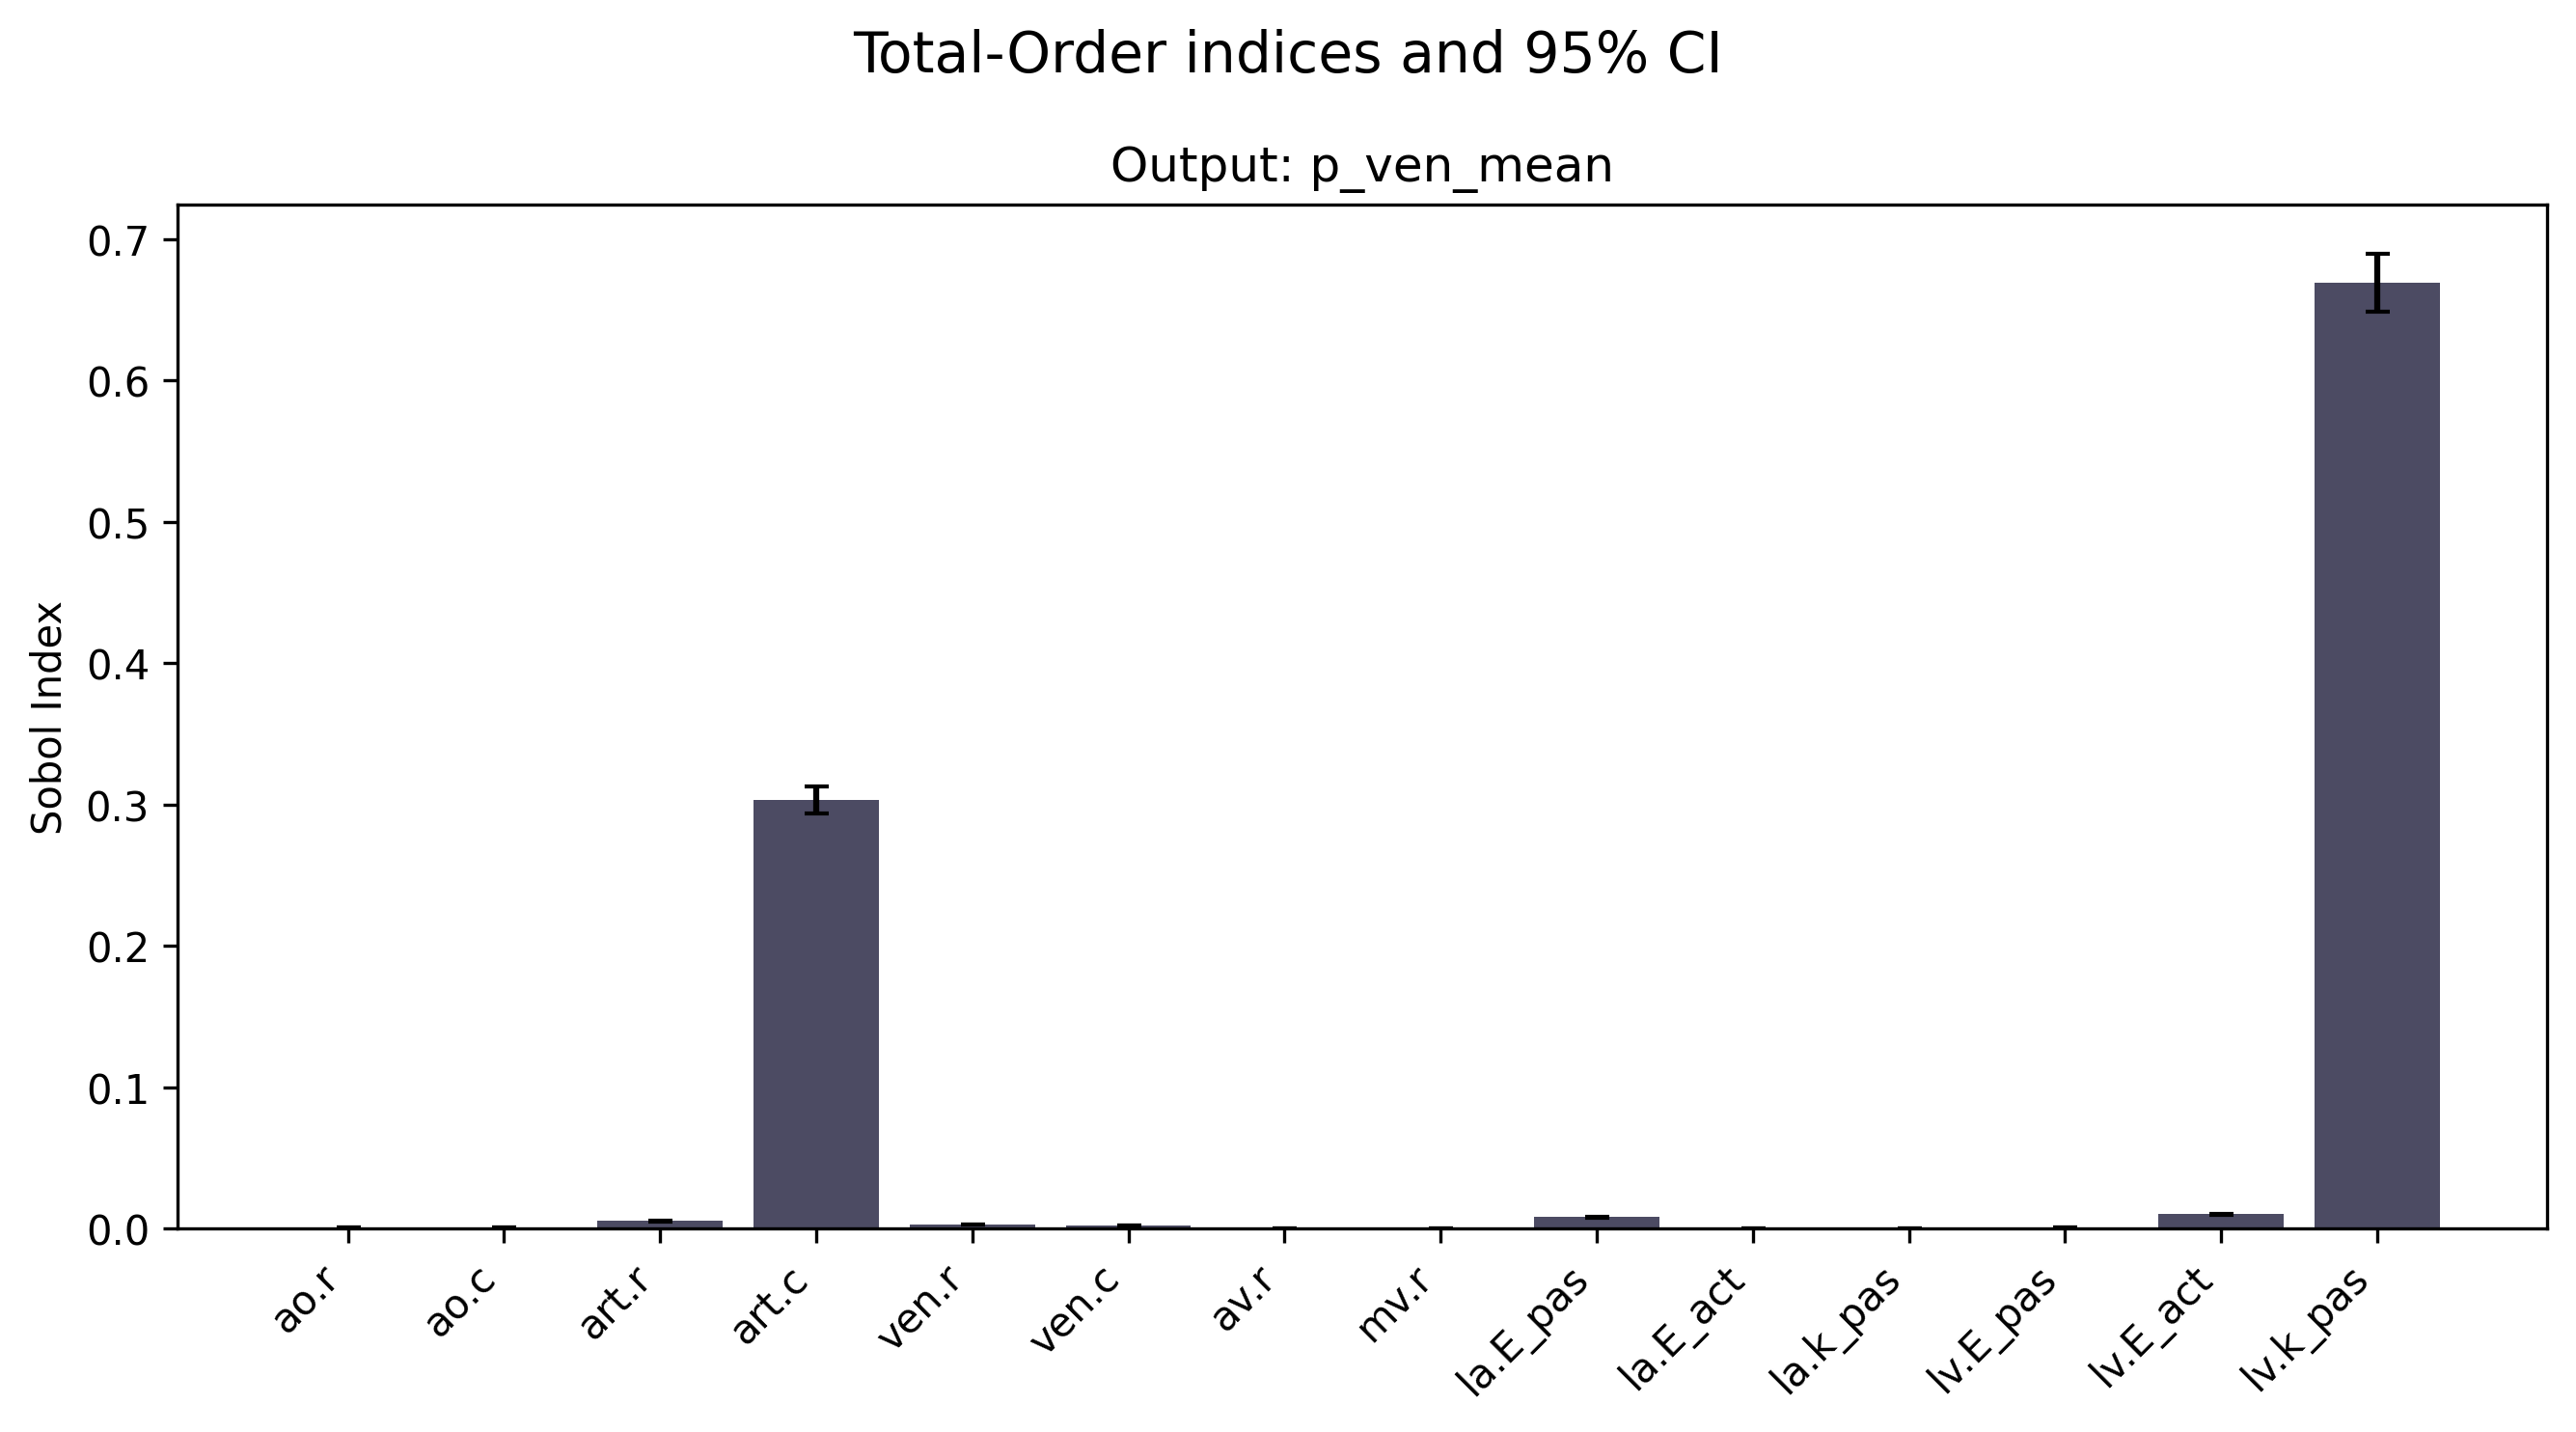 Total-Order indices and 95% CI
Output: p_ven_mean
Sobol Index
0.7
0.6
0.5
0.4
0.3
0.2
0.1
0.0
ao.r
ao.c
art.r
art.c
ven.r
ven.c
av.r
mv.r
la.E_pas
la.E_act
la.k_pas
lv.E_pas
lv.E_act
lv.k_pas